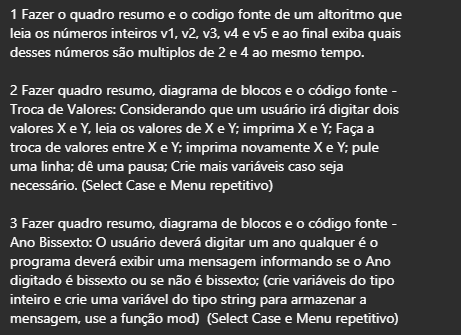 1 Fazer o quadro resumo e o codigo fonte de um altoritmo que
leia os números inteiros v1, v2, v3, v4 e v5 e ao final exiba quais
desses números são multiplos de 2 e 4 ao mesmo tempo.
2 Fazer quadro resumo, diagrama de blocos e o código fonte -
Troca de Valores: Considerando que um usuário irá digitar dois
valores X e Y, leia os valores de X e Y; imprima X e Y; Faça a
troca de valores entre X e Y; imprima novamente X e Y; pule
uma linha; dê uma pausa; Crie mais variáveis caso seja
necessário. (Select Case e Menu repetitivo)
3 Fazer quadro resumo, diagrama de blocos e o código fonte -
Ano Bissexto: O usuário deverá digitar um ano qualquer é o
programa deverá exibir uma mensagem informando se o Ano
digitado é bissexto ou se não é bissexto; (crie variáveis do tipo
inteiro e crie uma variável do tipo string para armazenar a
mensagem, use a função mod)  (Select Case e Menu repetitivo)